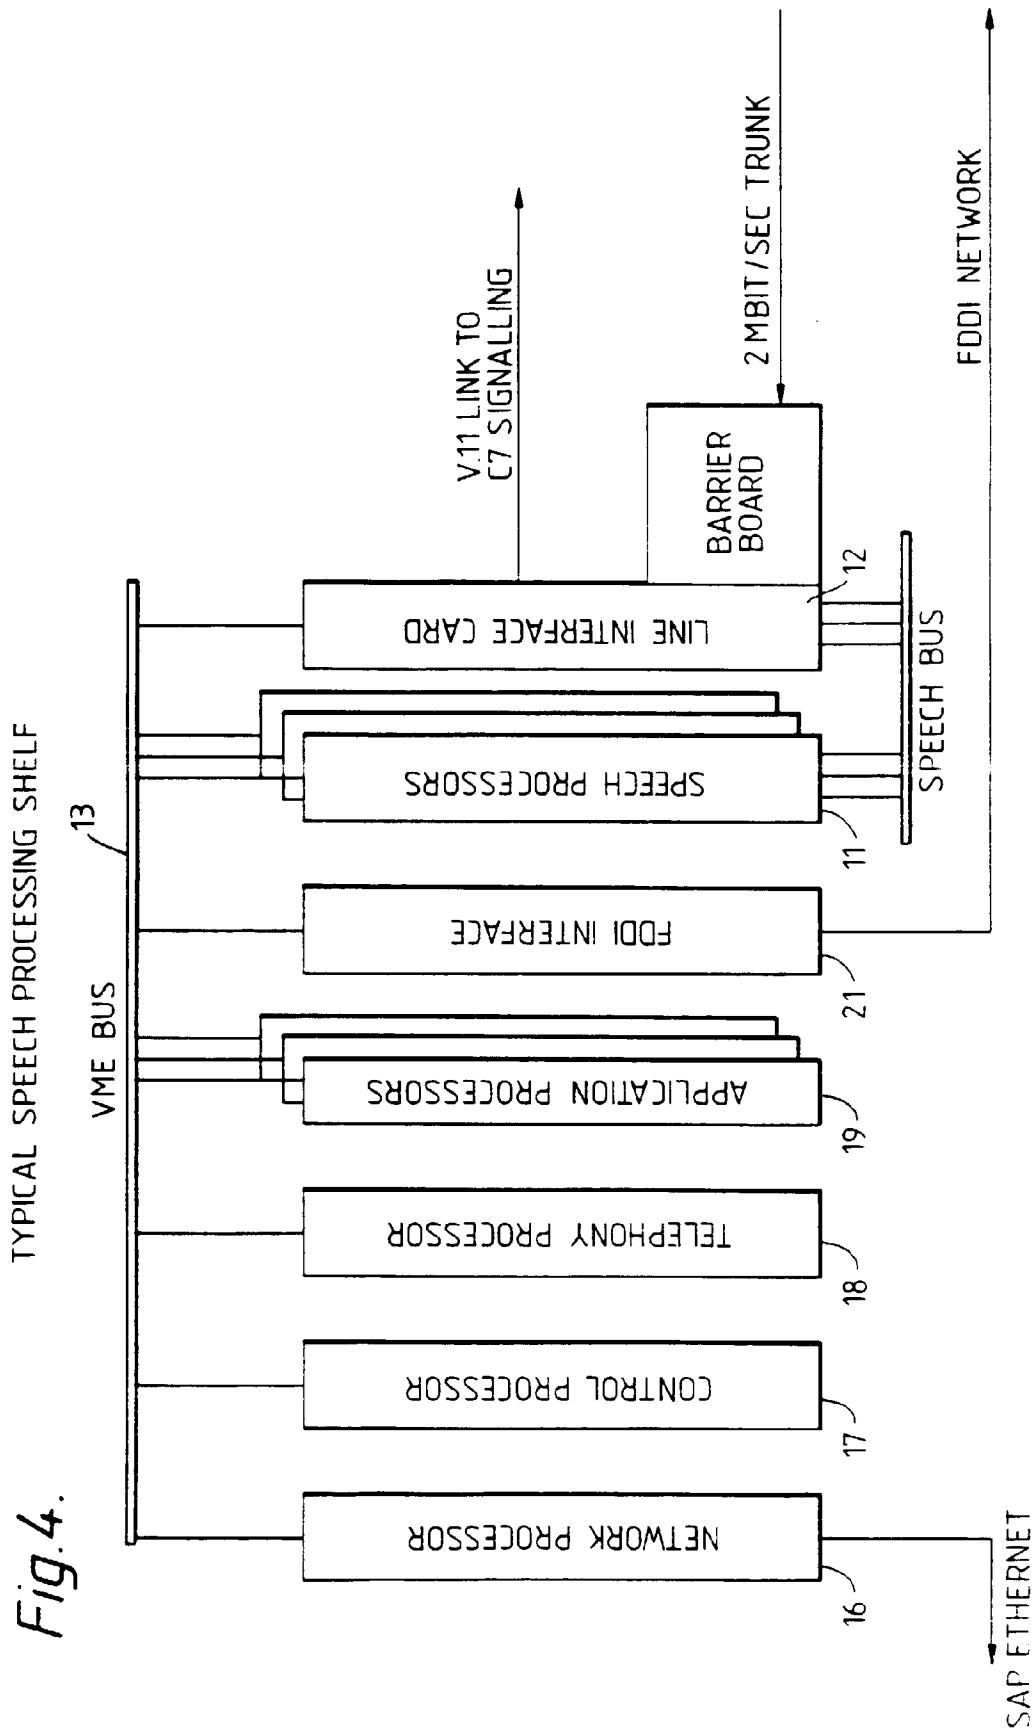 Fig.4.
TYPICAL SPEECH PROCESSING SHELF
VME BUS
13
NETWORK PROCESSOR
16
CONTROL PROCESSOR
17
TELEPHONY PROCESSOR
18
APPLICATION PROCESSORS
19
FDDI INTERFACE
21
SPEECH PROCESSORS
11
LINE INTERFACE CARD
12
BARRIER
BOARD
V.11 LINK TO
C7 SIGNALLING
2 MBIT/SEC TRUNK
SPEECH BUS
FDDI NETWORK
SAP ETHERNET